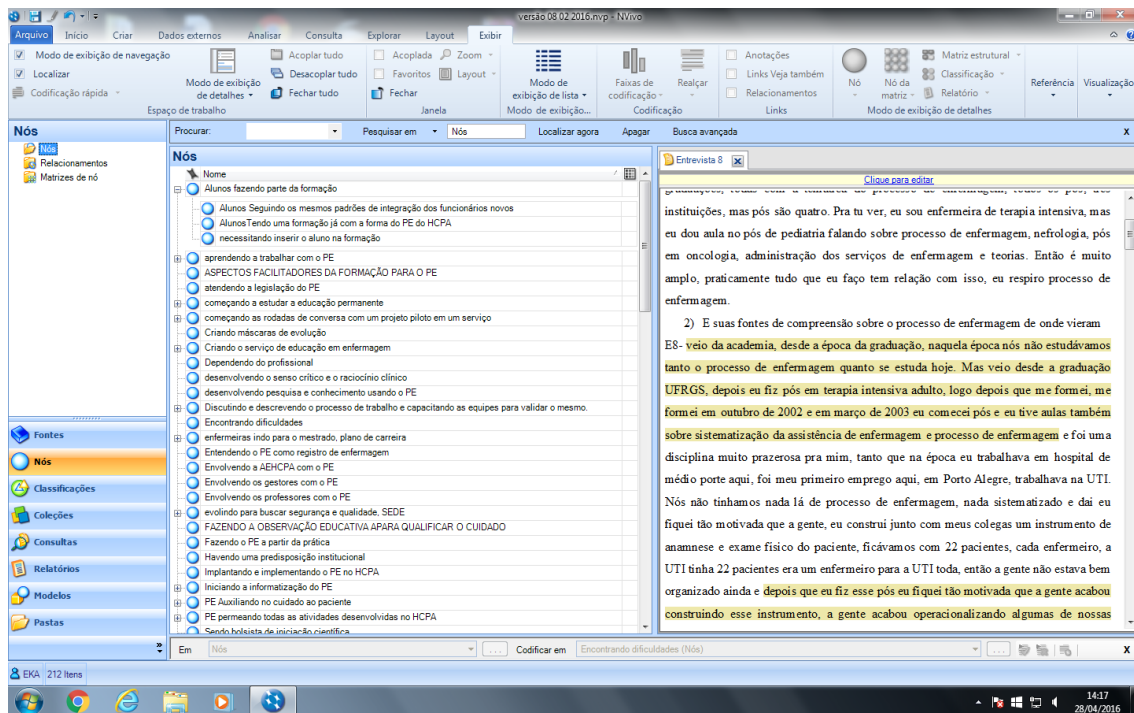 versão 08 02 2016.nvp - NVivo
Arquivo Início Criar Dados externos Analisar Consulta Explorar Layout Exibir
Modo de exibição de navegação
Localizar
Codificação rápida
Modo de exibição de detalhes
Acoplar tudo
Desacoplar tudo
Fechar tudo
Espaço de trabalho
Acoplada Zoom
Favoritos Layout
Fechar
Janela
Modo de exibição de lista
Modo de exibição...
Faixas de codificação
Realçar
Codificação
Anotações
Links Veja também
Relacionamentos
Links
Nó
Nó da matriz
Matriz estrutural
Classificação
Relatório
Modo de exibição de detalhes
Referência
Visualização
Nós
Nós
Relacionamentos
Matrizes de nó
Procurar: Pesquisar em Nós Localizar agora Apagar Busca avançada x
Nós
Nome
Alunos fazendo parte da formação
Alunos Seguindo os mesmos padrões de integração dos funcionários novos
AlunosTendo uma formação já com a forma do PE do HCPA
necessitando inserir o aluno na formação
aprendendo a trabalhar com o PE
ASPECTOS FACILITADORES DA FORMAÇÃO PARA O PE
atendendo a legislação do PE
começando a estudar a educação permanente
começando as rodadas de conversa com um projeto piloto em um serviço
Criando máscaras de evolução
Criando o serviço de educação em enfermagem
Dependendo do profissional
desenvolvendo o senso crítico e o raciocínio clínico
desenvolvendo pesquisa e conhecimento usando o PE
Discutindo e descrevendo o processo de trabalho e capacitando as equipes para validar o mesmo.
Encontrando dificuldades
enfermeiras indo para o mestrado, plano de carreira
Entendendo o PE como registro de enfermagem
Envolvendo a AEHCPA com o PE
Envolvendo os gestores com o PE
Envolvendo os professores com o PE
evolindo para buscar segurança e qualidade, SEDE
FAZENDO A OBSERVAÇÃO EDUCATIVA APARA QUALIFICAR O CUIDADO
Fazendo o PE a partir da prática
Havendo uma predisposição institucional
Implantando e implementando o PE no HCPA
Iniciando a informatização do PE
PE Auxiliando no cuidado ao paciente
PE permeando todas as atividades desenvolvidas no HCPA
Sendo bolsista de iniciação científica
Fontes
Nós
Classificações
Coleções
Consultas
Relatórios
Modelos
Pastas
Entrevista 8
Clique para editar
graduações, todas com a temática do processo de enfermagem, todos os pós, três
instituições, mas pós são quatro. Pra tu ver, eu sou enfermeira de terapia intensiva, mas
eu dou aula no pós de pediatria falando sobre processo de enfermagem, nefrologia, pós
em oncologia, administração dos serviços de enfermagem e teorias. Então é muito
amplo, praticamente tudo que eu faço tem relação com isso, eu respiro processo de
enfermagem.
2) E suas fontes de compreensão sobre o processo de enfermagem de onde vieram
E8- veio da academia, desde a época da graduação, naquela época nós não estudávamos
tanto o processo de enfermagem quanto se estuda hoje. Mas veio desde a graduação
UFRGS, depois eu fiz pós em terapia intensiva adulto, logo depois que me formei, me
formei em outubro de 2002 e em março de 2003 eu comecei pós e eu tive aulas também
sobre sistematização da assistência de enfermagem e processo de enfermagem e foi uma
disciplina muito prazerosa pra mim, tanto que na época eu trabalhava em hospital de
médio porte aqui, foi meu primeiro emprego aqui, em Porto Alegre, trabalhava na UTI.
Nós não tinhamos nada lá de processo de enfermagem, nada sistematizado e daí eu
fiquei tão motivada que a gente, eu construi junto com meus colegas um instrumento de
anamnese e exame físico do paciente, ficávamos com 22 pacientes, cada enfermeiro, a
UTI tinha 22 pacientes era um enfermeiro para a UTI toda, então a gente não estava bem
organizado ainda e depois que eu fiz esse pós eu fiquei tão motivada que a gente acabou
construindo esse instrumento, a gente acabou operacionalizando algumas de nossas
Em Nós ... Codificar em Encontrando dificuldades (Nós) ... x
EKA 212 Itens
14:17
28/04/2016